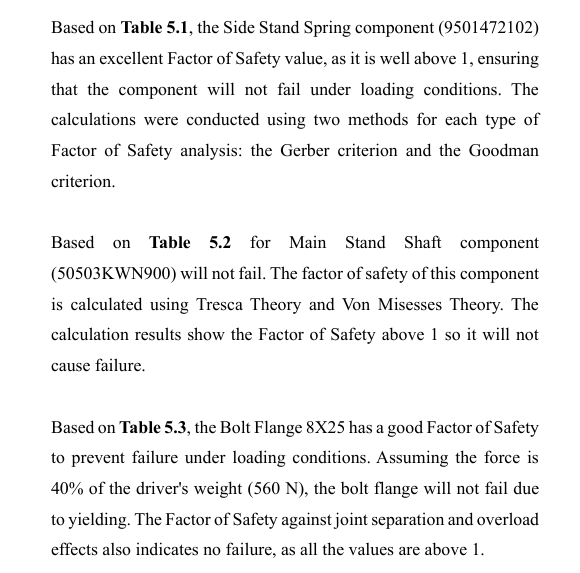 Based on Table 5.1, the Side Stand Spring component (9501472102)
has an excellent Factor of Safety value, as it is well above 1, ensuring
that the component will not fail under loading conditions. The
calculations were conducted using two methods for each type of
Factor of Safety analysis: the Gerber criterion and the Goodman
criterion.
Based on Table 5.2 for Main Stand Shaft component
(50503KWN900) will not fail. The factor of safety of this component
is calculated using Tresca Theory and Von Misesses Theory. The
calculation results show the Factor of Safety above 1 so it will not
cause failure.
Based on Table 5.3, the Bolt Flange 8X25 has a good Factor of Safety
to prevent failure under loading conditions. Assuming the force is
40% of the driver's weight (560 N), the bolt flange will not fail due
to yielding. The Factor of Safety against joint separation and overload
effects also indicates no failure, as all the values are above 1.